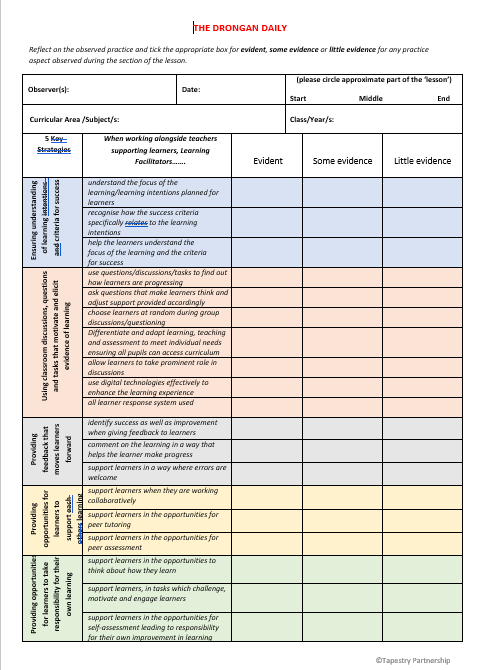 THE DRONGAN DAILY
Reflect on the observed practice and tick the appropriate box for evident, some evidence or little evidence for any practice
aspect observed during the section of the lesson.
Observer(s):
Date:
(please circle approximate part of the ‘lesson’)
Start Middle End
Curricular Area /Subject/s:
Class/Year/s:
5 Key
Strategies
When working alongside teachers
supporting learners, Learning
Facilitators……
Evident
Some evidence
Little evidence
Ensuring understanding
of learning intentions
and criteria for success
understand the focus of the
learning/learning intentions planned for
learners
recognise how the success criteria
specifically relates to the learning
intentions
help the learners understand the
focus of the learning and the criteria
for success
Using classroom discussions, questions
and tasks that motivate and elicit
evidence of learning
use questions/discussions/tasks to find out
how learners are progressing
ask questions that make learners think and
adjust support provided accordingly
choose learners at random during group
discussions/questioning
Differentiate and adapt learning, teaching
and assessment to meet individual needs
ensuring all pupils can access curriculum
allow learners to take prominent role in
discussions
use digital technologies effectively to
enhance the learning experience
all learner response system used
Providing
feedback that
moves learners
forward
identify success as well as improvement
when giving feedback to learners
comment on the learning in a way that
helps the learner make progress
support learners in a way where errors are
welcome
Providing
opportunities for
learners to
support each
others learning
support learners when they are working
collaboratively
support learners in the opportunities for
peer tutoring
support learners in the opportunities for
peer assessment
Providing opportunities
for learners to take
responsibility for their
own learning
support learners in the opportunities to
think about how they learn
support learners, in tasks which challenge,
motivate and engage learners
support learners in the opportunities for
self-assessment leading to responsibility
for their own improvement in learning
©Tapestry Partnership